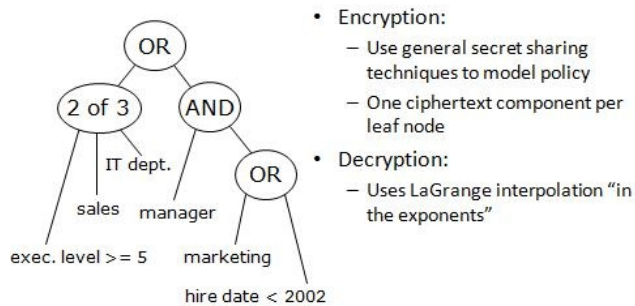 OR
2 of 3
AND
IT dept.
OR
sales
manager
exec. level >= 5
marketing
hire date < 2002
• Encryption:
– Use general secret sharing
techniques to model policy
– One ciphertext component per
leaf node
• Decryption:
– Uses LaGrange interpolation “in
the exponents”